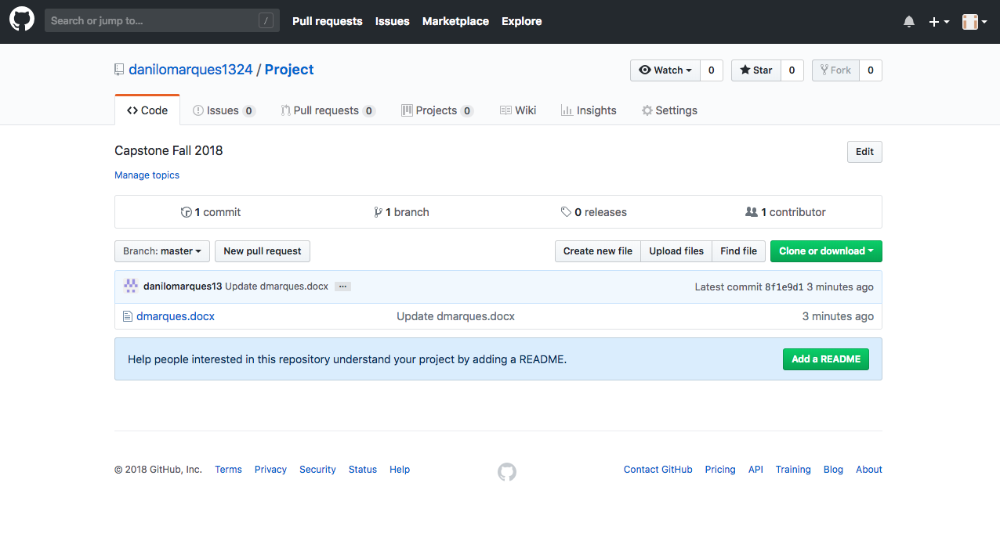 Search or jump to... / Pull requests Issues Marketplace Explore
danilomarques1324 / Project Watch 0 Star 0 Fork 0
Code Issues 0 Pull requests 0 Projects 0 Wiki Insights Settings
Capstone Fall 2018 Edit
Manage topics
1 commit 1 branch 0 releases 1 contributor
Branch: master New pull request Create new file Upload files Find file Clone or download
danilomarques13 Update dmarques.docx ... Latest commit 8f1e9d1 3 minutes ago
dmarques.docx Update dmarques.docx 3 minutes ago
Help people interested in this repository understand your project by adding a README. Add a README
© 2018 GitHub, Inc. Terms Privacy Security Status Help Contact GitHub Pricing API Training Blog About